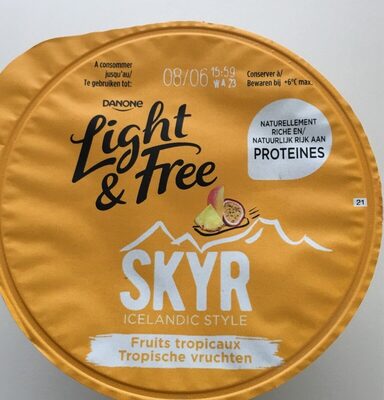 A consommer
jusqu'au/
Te gebruiken tot:
08/06 15:59
WA 23
Conserver à/
Bewaren bij +6°C max.
DANONE
Light
& Free
NATURELLEMENT
RICHE EN/
NATUURLIJK RIJK AAN
PROTEINES
21
SKYR
ICELANDIC STYLE
Fruits tropicaux
Tropische vruchten